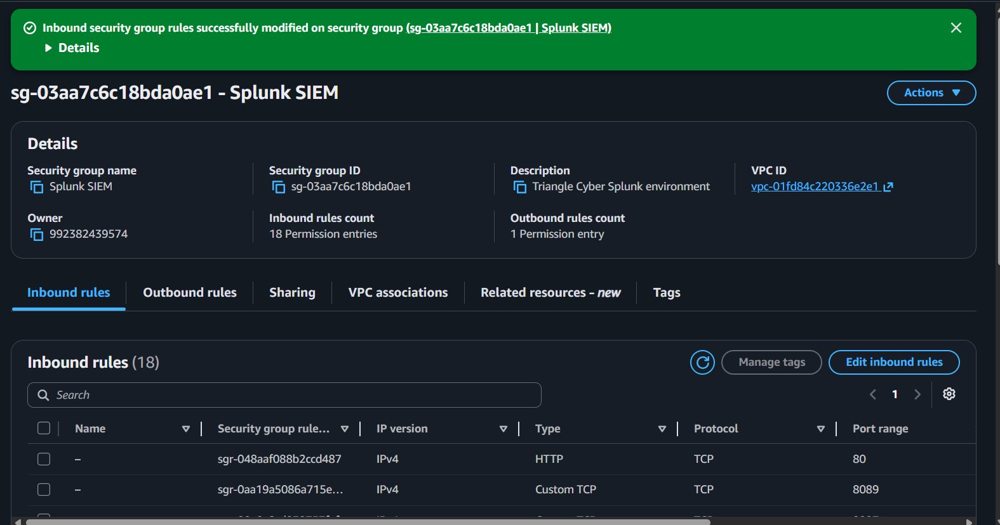 Inbound security group rules successfully modified on security group (sg-03aa7c6c18bda0ae1 | Splunk SIEM)
Details
sg-03aa7c6c18bda0ae1 - Splunk SIEM
Actions
Details
Security group name
Splunk SIEM
Security group ID
sg-03aa7c6c18bda0ae1
Description
Triangle Cyber Splunk environment
VPC ID
vpc-01fd84c220336e2e1
Owner
992382439574
Inbound rules count
18 Permission entries
Outbound rules count
1 Permission entry
Inbound rules Outbound rules Sharing VPC associations Related resources - new Tags
Inbound rules (18)
Manage tags Edit inbound rules
Search
1
Name Security group rule... IP version Type Protocol Port range
– sgr-048aaf088b2ccd487 IPv4 HTTP TCP 80
– sgr-0aa19a5086a715e... IPv4 Custom TCP TCP 8089